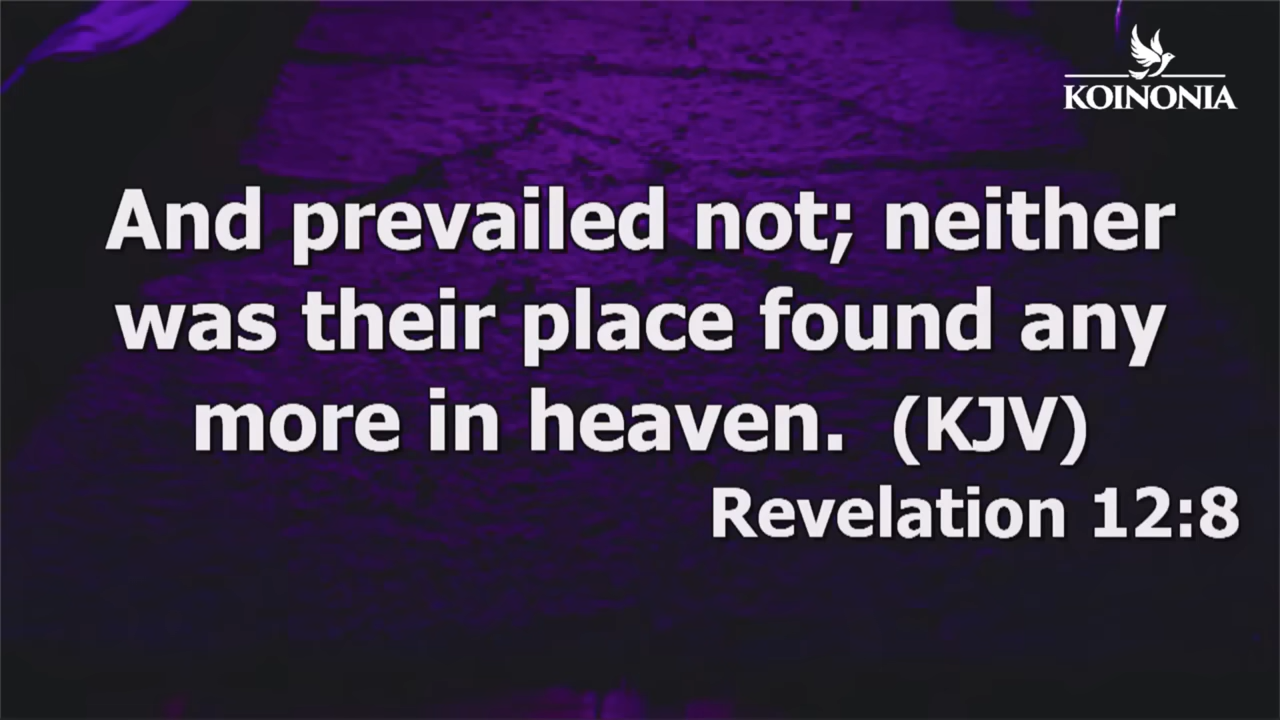 KOINONIA
And prevailed not; neither
was their place found any
more in heaven. (KJV)
Revelation 12:8